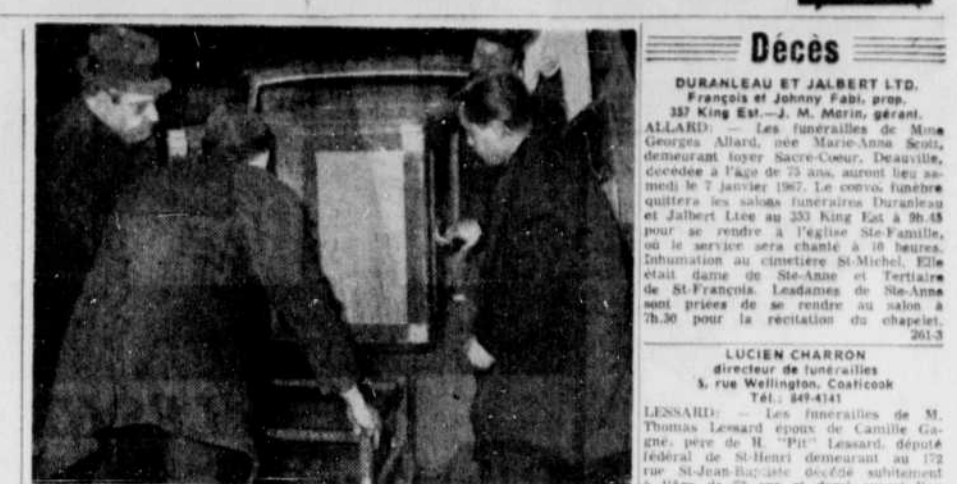 Décès
DURANLEAU ET JALBERT LTD.
François et Johnny Fabi, prop.
357 King Est.—J. M. Morin, gérant.
ALLARD: — Les funérailles de Mme
Georges Allard, née Marie-Anna Scott,
demeurant foyer Sacré-Coeur, Deauville,
décédée à l'âge de 75 ans, auront lieu sa-
medi le 7 janvier 1967. Le convoi funèbre
quittera les salons funéraires Duranleau
et Jalbert Ltée au 353 King Est à 9h.45
pour se rendre à l'église Ste-Famille,
où le service sera chanté à 10 heures.
Inhumation au cimetière St-Michel. Elle
était dame de Ste-Anne et Tertiaire
de St-François. Lesdames de Ste-Anne
sont priées de se rendre au salon à
7h.30 pour la récitation du chapelet.
261-3
LUCIEN CHARRON
directeur de funérailles
5, rue Wellington, Coaticook
Tél.: 849-4141
LESSARD: — Les funérailles de M.
Thomas Lessard époux de Camille Ga-
gné, père de H. "Pit" Lessard, député
fédéral de St-Henri demeurant au 172
rue St-Jean-Baptiste décédé subitement